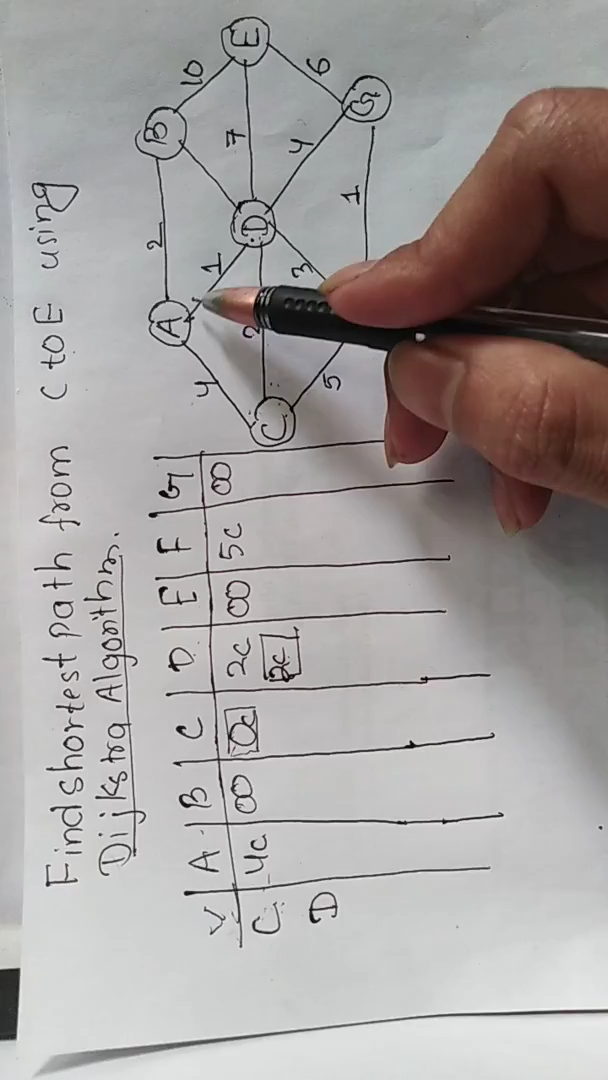 Find shortest path from C to E using
Dijkstra Algorithm.
V A B C D E F G
C 4c ∞ 0c 2c ∞ 5c ∞
D 2c
A
B
C
D
E
G
2
10
4
1
7
6
4
2
3
5
1